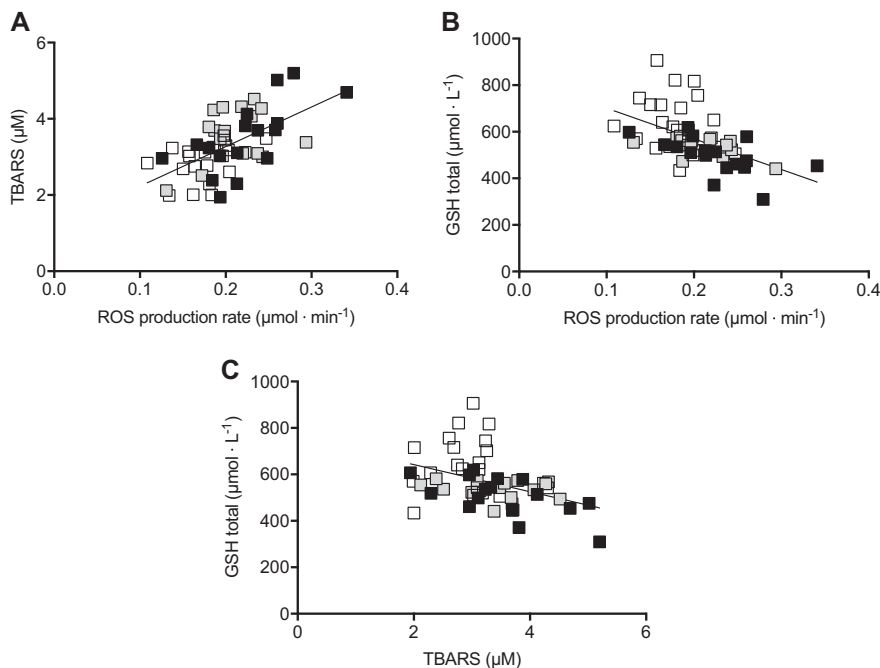 A
6
4
2
0
TBARS (µM)
0.0 0.1 0.2 0.3 0.4
ROS production rate (µmol · min⁻¹)
B
1000
800
600
400
200
0
GSH total (µmol · L⁻¹)
0.0 0.1 0.2 0.3 0.4
ROS production rate (µmol · min⁻¹)
C
1000
800
600
400
200
0
GSH total (µmol · L⁻¹)
2 4 6
TBARS (µM)